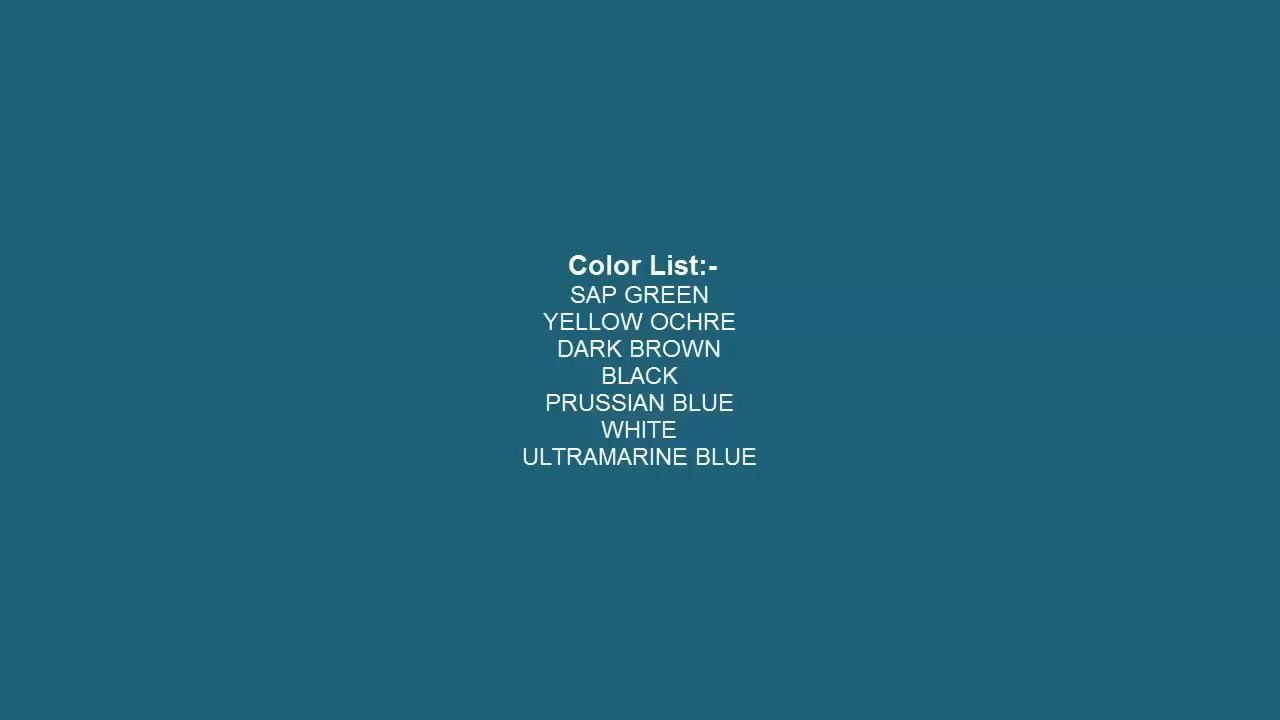 Color List:-
SAP GREEN
YELLOW OCHRE
DARK BROWN
BLACK
PRUSSIAN BLUE
WHITE
ULTRAMARINE BLUE